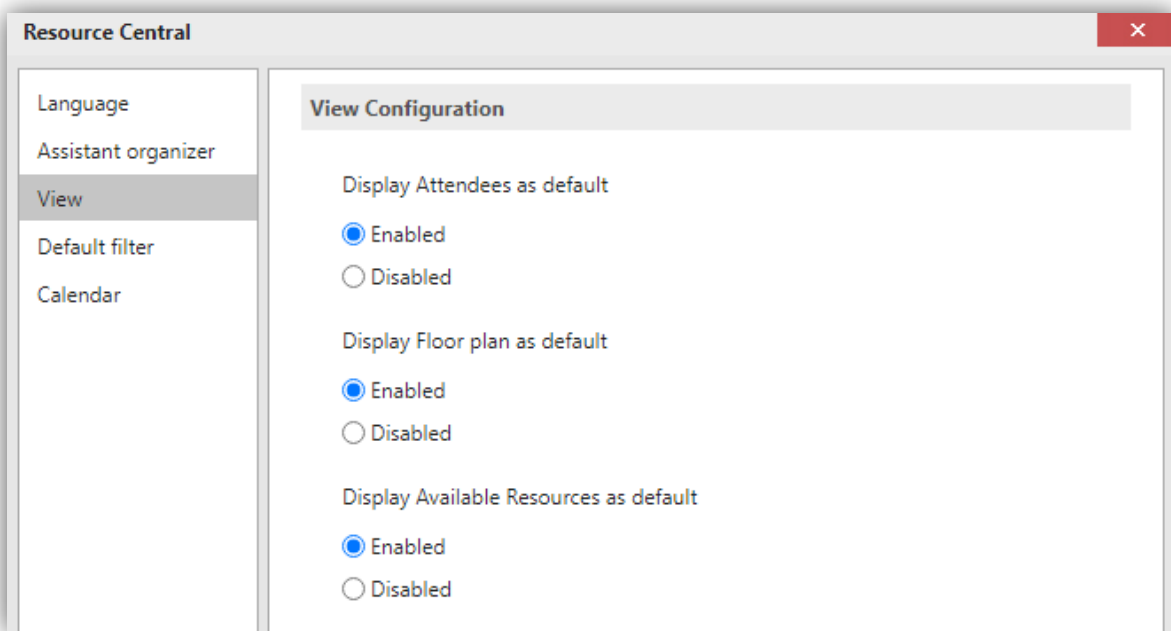 Resource Central
Language
Assistant organizer
View
Default filter
Calendar
View Configuration
Display Attendees as default
Enabled
Disabled
Display Floor plan as default
Enabled
Disabled
Display Available Resources as default
Enabled
Disabled